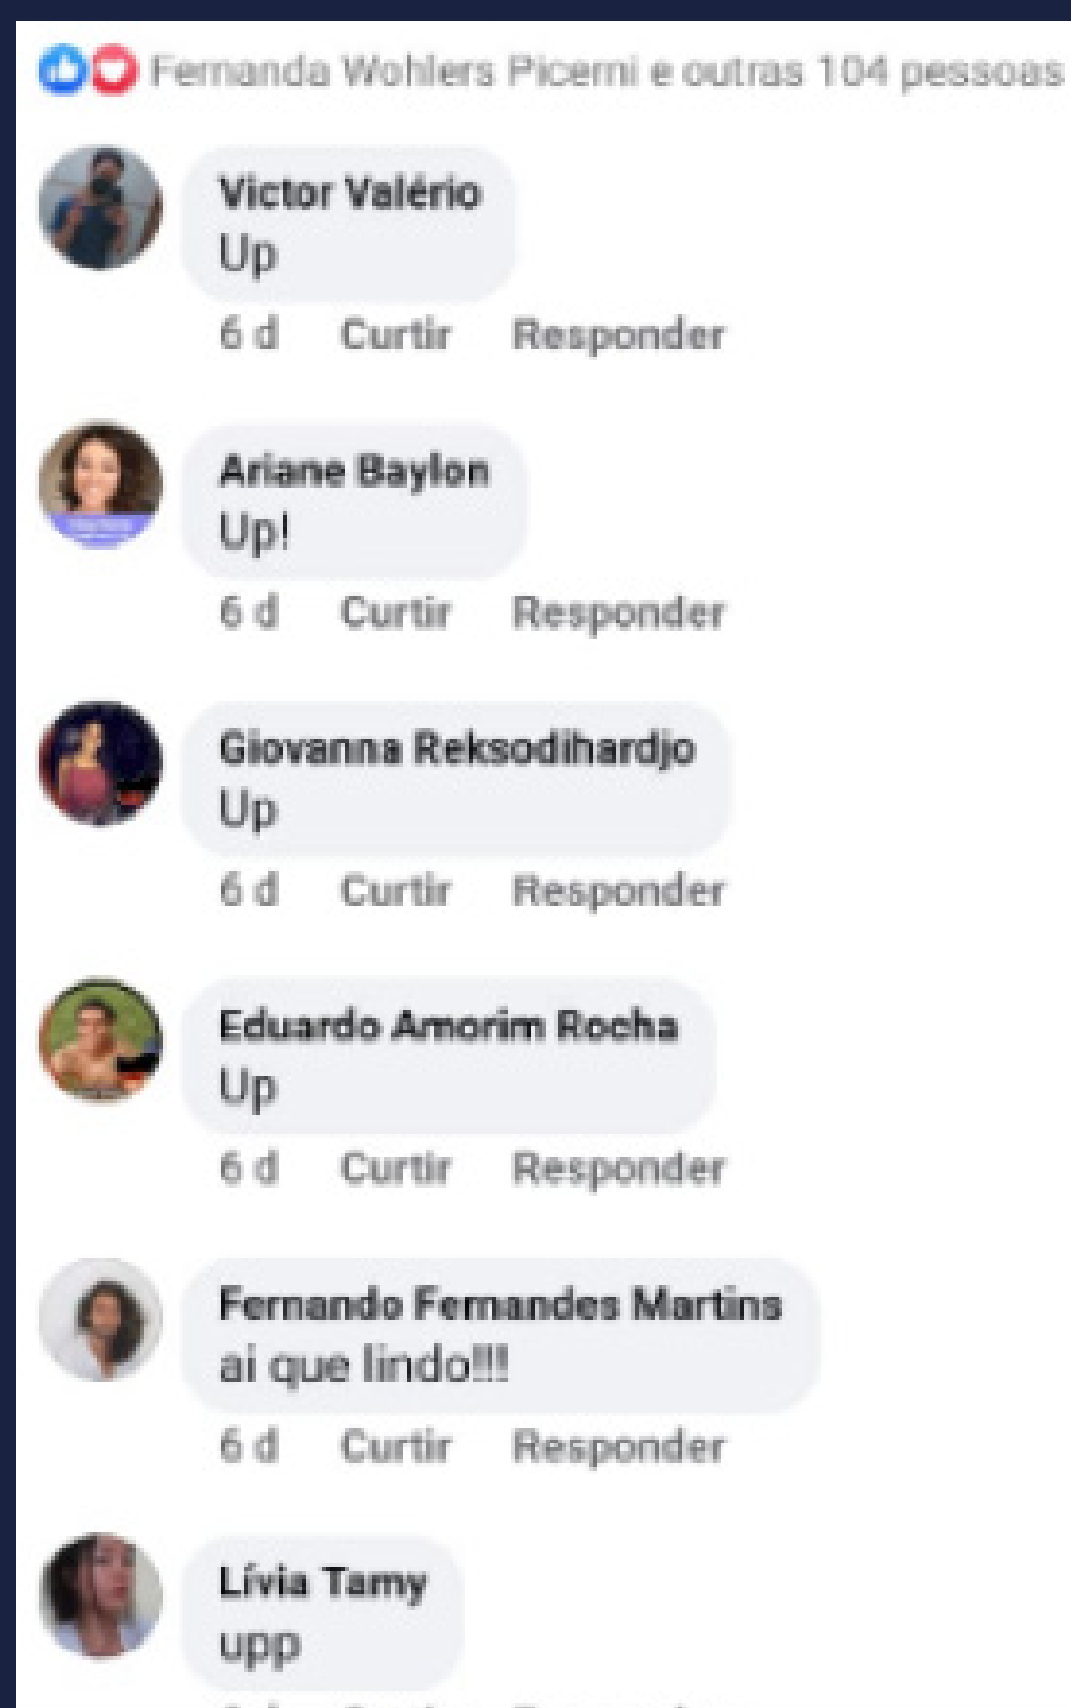 Fernanda Wohlers Picerni e outras 104 pessoas
Victor Valério
Up
6 d Curtir Responder
Ariane Baylon
Up!
6 d Curtir Responder
Giovanna Reksodihardjo
Up
6 d Curtir Responder
Eduardo Amorim Rocha
Up
6 d Curtir Responder
Fernando Fernandes Martins
ai que lindo!!!
6 d Curtir Responder
Lívia Tamy
upp